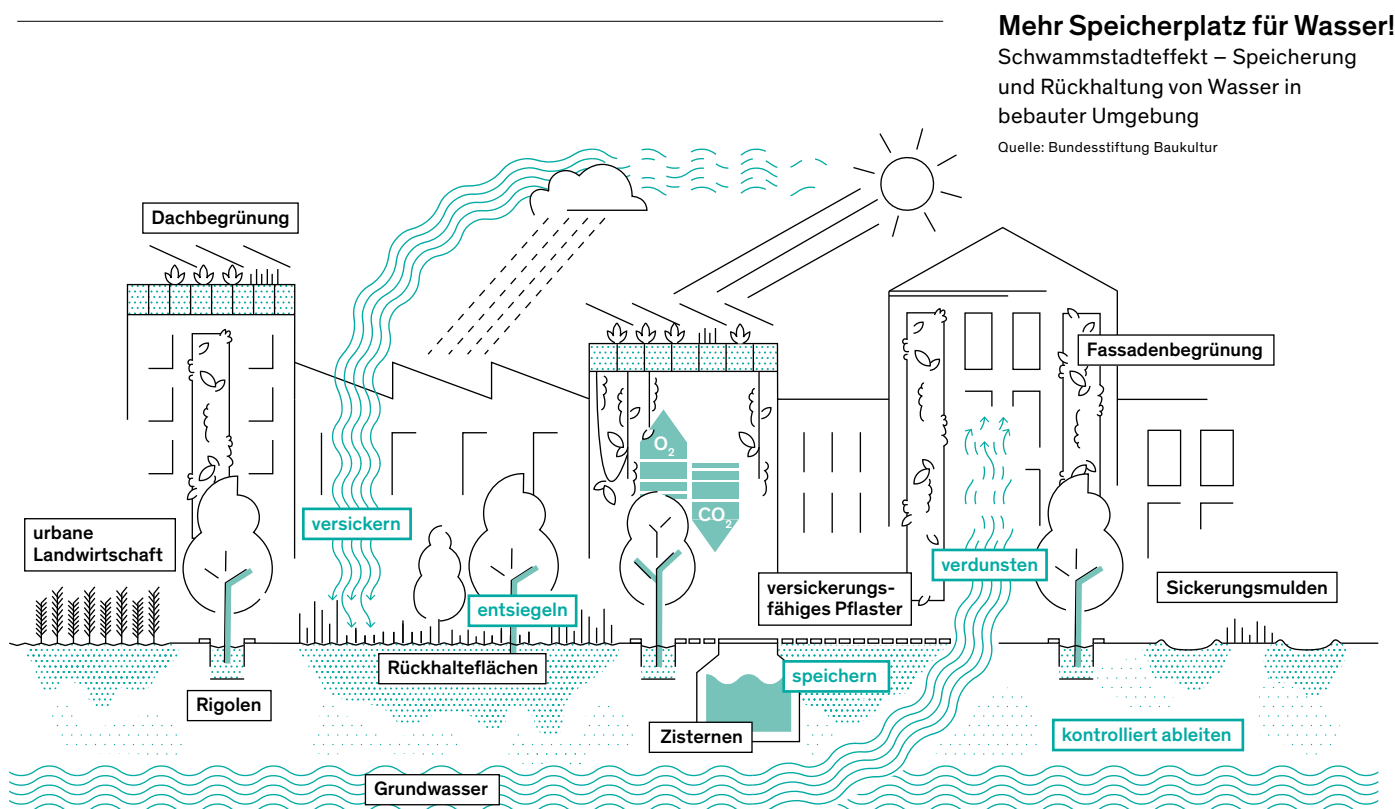 Mehr Speicherplatz für Wasser!
Schwammstadteffekt – Speicherung
und Rückhaltung von Wasser in
bebauter Umgebung
Quelle: Bundesstiftung Baukultur
Dachbegrünung
Fassadenbegrünung
O₂
CO₂
versickern
urbane
Landwirtschaft
verdunsten
versickerungs-
fähiges Pflaster
Sickerungsmulden
entsiegeln
Rückhalteflächen
speichern
Rigolen
Zisternen
kontrolliert ableiten
Grundwasser